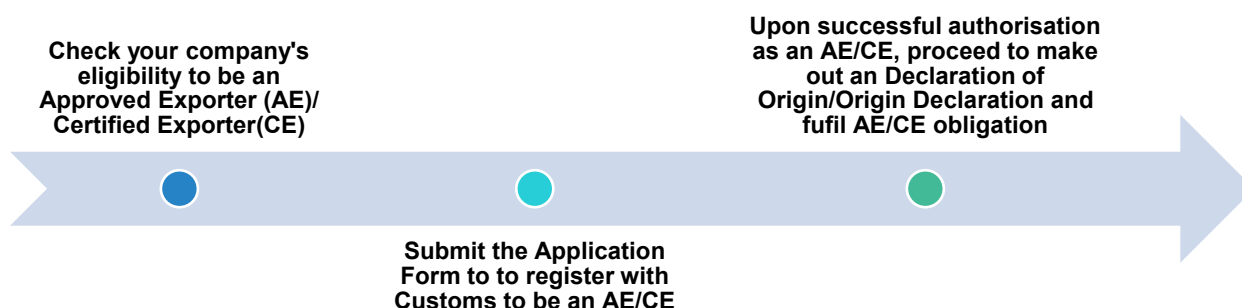 Check your company's
eligibility to be an
Approved Exporter (AE)/
Certified Exporter(CE)
Submit the Application
Form to to register with
Customs to be an AE/CE
Upon successful authorisation
as an AE/CE, proceed to make
out an Declaration of
Origin/Origin Declaration and
fufil AE/CE obligation